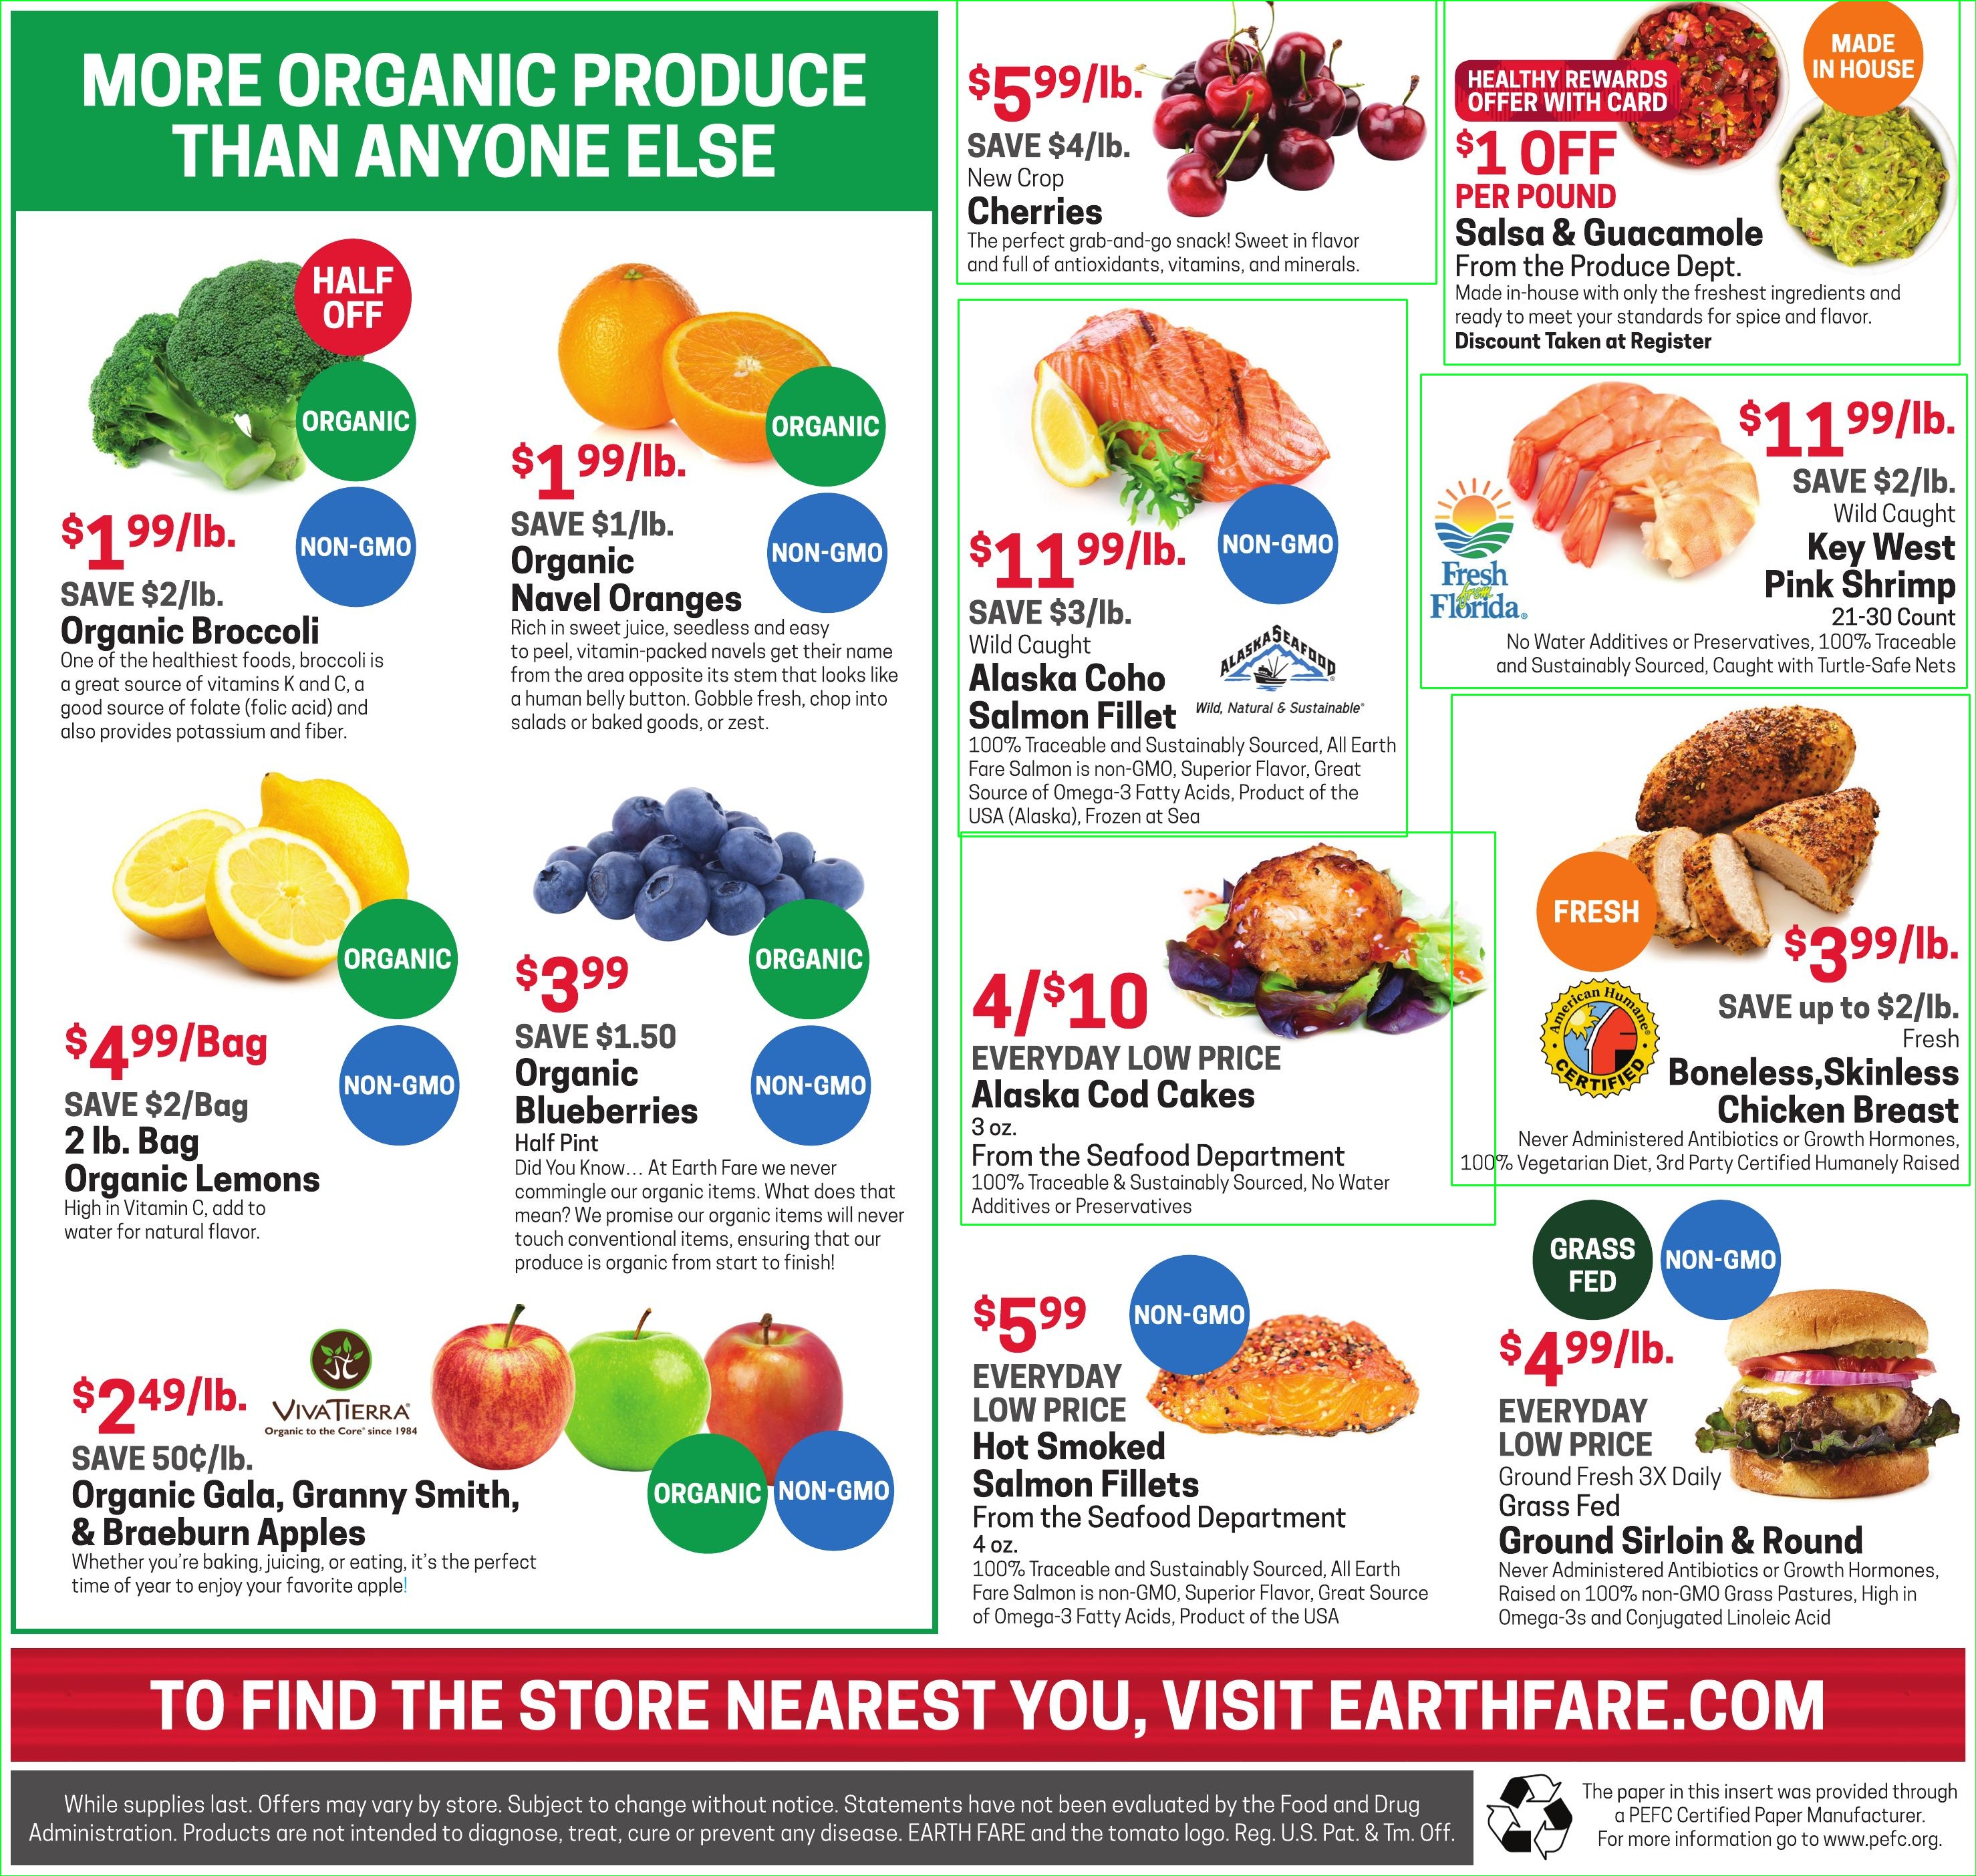 MORE ORGANIC PRODUCE
THAN ANYONE ELSE
HALF
OFF
ORGANIC
NON-GMO
$1 99/lb.
SAVE $2/lb.
Organic Broccoli
One of the healthiest foods, broccoli is
a great source of vitamins K and C, a
good source of folate (folic acid) and
also provides potassium and fiber.
ORGANIC
NON-GMO
$1 99/lb.
SAVE $1/lb.
Organic
Navel Oranges
Rich in sweet juice, seedless and easy
to peel, vitamin-packed navels get their name
from the area opposite its stem that looks like
a human belly button. Gobble fresh, chop into
salads or baked goods, or zest.
ORGANIC
NON-GMO
$4 99/Bag
SAVE $2/Bag
2 lb. Bag
Organic Lemons
High in Vitamin C, add to
water for natural flavor.
ORGANIC
NON-GMO
$3 99
SAVE $1.50
Organic
Blueberries
Half Pint
Did You Know... At Earth Fare we never
commingle our organic items. What does that
mean? We promise our organic items will never
touch conventional items, ensuring that our
produce is organic from start to finish!
$2 49/lb.
VIVATIERRA®
Organic to the Core® since 1984
SAVE 50¢/lb.
Organic Gala, Granny Smith,
& Braeburn Apples
Whether you're baking, juicing, or eating, it's the perfect
time of year to enjoy your favorite apple!
ORGANIC
NON-GMO
$5 99/lb.
SAVE $4/lb.
New Crop
Cherries
The perfect grab-and-go snack! Sweet in flavor
and full of antioxidants, vitamins, and minerals.
MADE
IN HOUSE
HEALTHY REWARDS
OFFER WITH CARD
$1 OFF
PER POUND
Salsa & Guacamole
From the Produce Dept.
Made in-house with only the freshest ingredients and
ready to meet your standards for spice and flavor.
Discount Taken at Register
NON-GMO
$11 99/lb.
SAVE $3/lb.
Wild Caught
Alaska Coho
Salmon Fillet
ALASKA SEAFOOD®
Wild, Natural & Sustainable®
100% Traceable and Sustainably Sourced, All Earth
Fare Salmon is non-GMO, Superior Flavor, Great
Source of Omega-3 Fatty Acids, Product of the
USA (Alaska), Frozen at Sea
Fresh
from
Florida®
$11 99/lb.
SAVE $2/lb.
Wild Caught
Key West
Pink Shrimp
21-30 Count
No Water Additives or Preservatives, 100% Traceable
and Sustainably Sourced, Caught with Turtle-Safe Nets
4/$10
EVERYDAY LOW PRICE
Alaska Cod Cakes
3 oz.
From the Seafood Department
100% Traceable & Sustainably Sourced, No Water
Additives or Preservatives
FRESH
American Humane®
CERTIFIED
$3 99/lb.
SAVE up to $2/lb.
Fresh
Boneless,Skinless
Chicken Breast
Never Administered Antibiotics or Growth Hormones,
100% Vegetarian Diet, 3rd Party Certified Humanely Raised
NON-GMO
$5 99
EVERYDAY
LOW PRICE
Hot Smoked
Salmon Fillets
From the Seafood Department
4 oz.
100% Traceable and Sustainably Sourced, All Earth
Fare Salmon is non-GMO, Superior Flavor, Great Source
of Omega-3 Fatty Acids, Product of the USA
GRASS
FED
NON-GMO
$4 99/lb.
EVERYDAY
LOW PRICE
Ground Fresh 3X Daily
Grass Fed
Ground Sirloin & Round
Never Administered Antibiotics or Growth Hormones,
Raised on 100% non-GMO Grass Pastures, High in
Omega-3s and Conjugated Linoleic Acid
TO FIND THE STORE NEAREST YOU, VISIT EARTHFARE.COM
While supplies last. Offers may vary by store. Subject to change without notice. Statements have not been evaluated by the Food and Drug
Administration. Products are not intended to diagnose, treat, cure or prevent any disease. EARTH FARE and the tomato logo. Reg. U.S. Pat. & Tm. Off.
The paper in this insert was provided through
a PEFC Certified Paper Manufacturer.
For more information go to www.pefc.org.